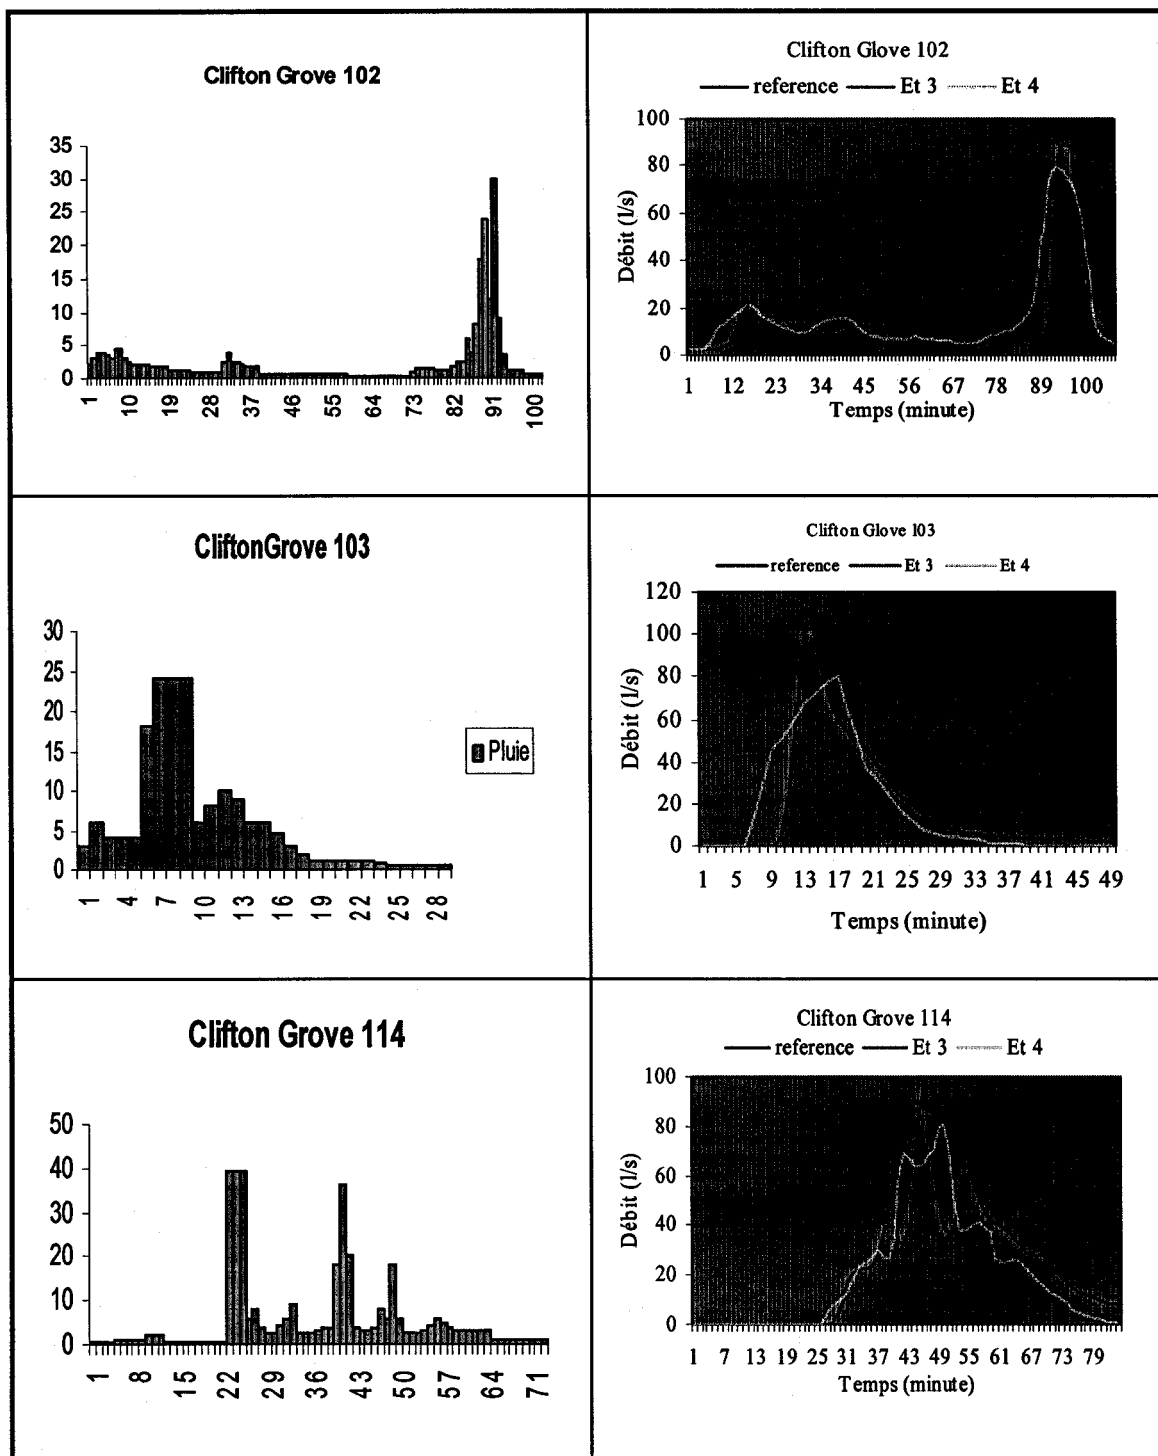 Clifton Grove 102
35
30
25
20
15
10
5
0
1 10 19 28 37 46 55 64 73 82 91 100
Clifton Glove 102
reference Et 3 Et 4
Débit (l/s)
100
80
60
40
20
0
1 12 23 34 45 56 67 78 89 100
Temps (minute)
CliftonGrove 103
30
25
20
15
10
5
0
1 4 7 10 13 16 19 22 25 28
Pluie
Clifton Glove 103
reference Et 3 Et 4
Débit (l/s)
120
100
80
60
40
20
0
1 5 9 13 17 21 25 29 33 37 41 45 49
Temps (minute)
Clifton Grove 114
50
40
30
20
10
0
1 8 15 22 29 36 43 50 57 64 71
Clifton Grove 114
reference Et 3 Et 4
Débit (l/s)
100
80
60
40
20
0
1 7 13 19 25 31 37 43 49 55 61 67 73 79
Temps (minute)